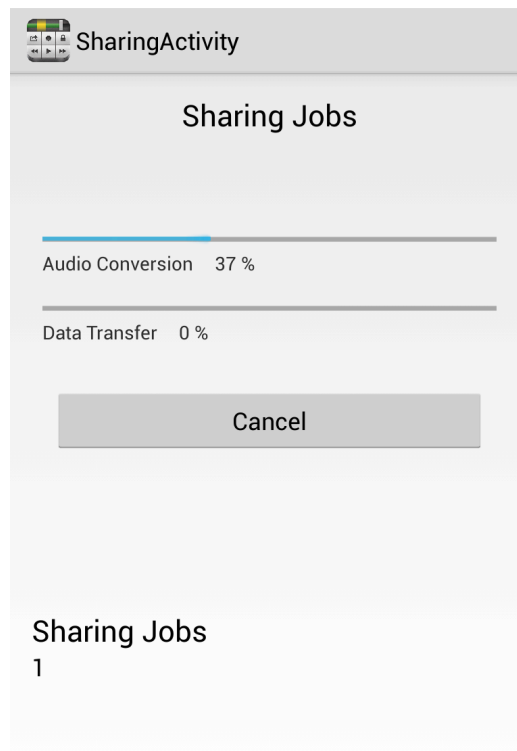 SharingActivity
Sharing Jobs
Audio Conversion 37 %
Data Transfer 0 %
Cancel
Sharing Jobs
1